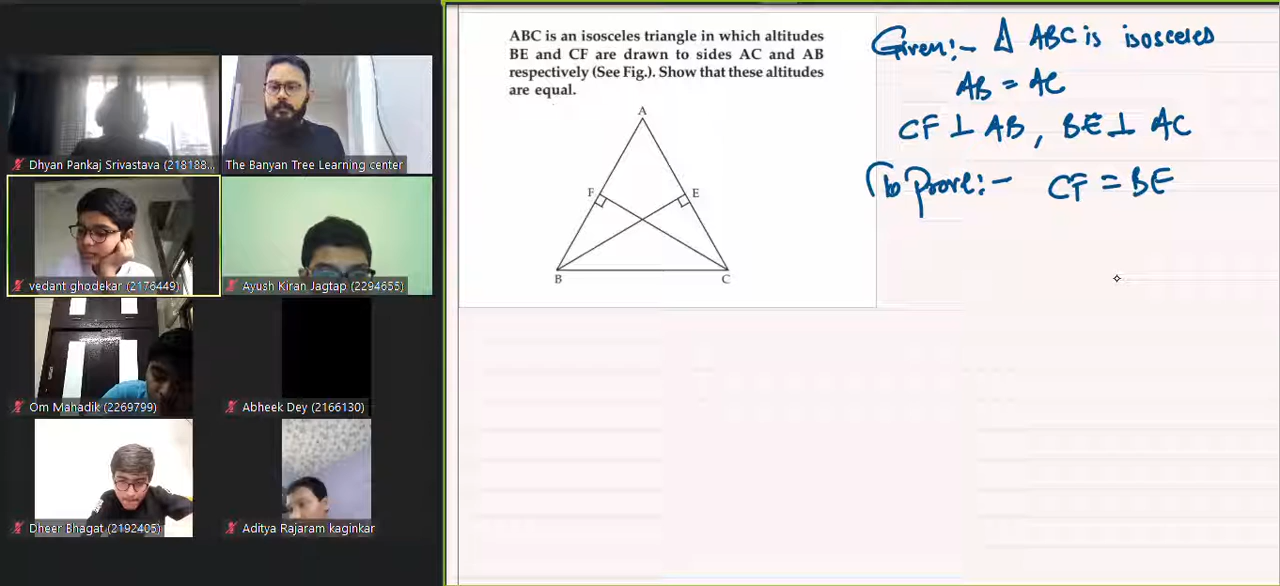 Dhyan Pankaj Srivastava (218188...
The Banyan Tree Learning center
vedant ghodekar (2176449)
Ayush Kiran Jagtap (2294655)
Om Mahadik (2269799)
Abheek Dey (2166130)
Dheer Bhagat (2192405)
Aditya Rajaram kaginkar
ABC is an isosceles triangle in which altitudes
BE and CF are drawn to sides AC and AB
respectively (See Fig.). Show that these altitudes
are equal.
A
F
E
B
C
Given:- Δ ABC is isosceles
AB = AC
CF ⊥ AB, BE ⊥ AC
To Prove:- CF = BE